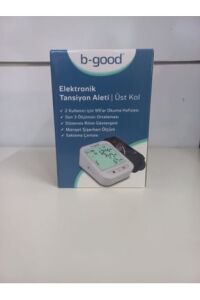 b-good
Elektronik
Tansiyon Aleti | Üst Kol
✓ 2 Kullanıcı için 99'ar Okuma Hafızası
✓ Son 3 Ölçümün Ortalaması
✓ Düzensiz Ritim Göstergesi
✓ Manşet Şişerken Ölçüm
✓ Saklama Çantası